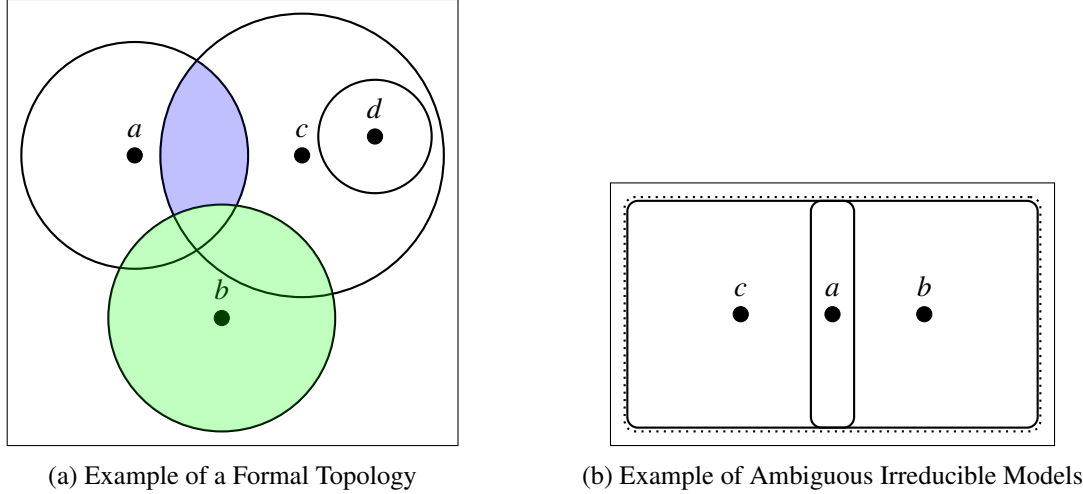 d
a
c
b
c
a
b
(a) Example of a Formal Topology
(b) Example of Ambiguous Irreducible Models